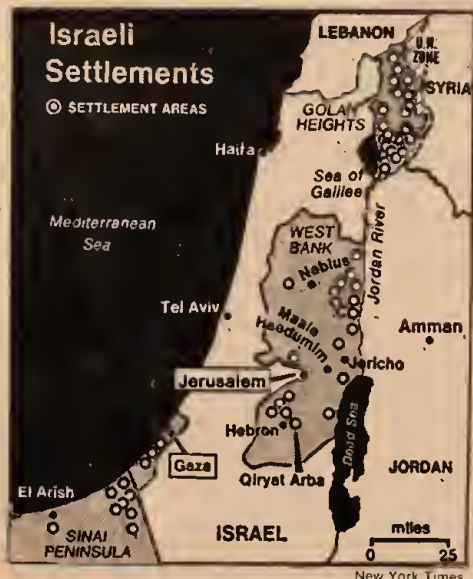 Israeli
Settlements
SETTLEMENT AREAS
LEBANON
U.N.
ZONE
SYRIA
GOLAN
HEIGHTS
Haifa
Sea of
Galilee
Mediterranean
Sea
WEST
BANK
Nablus
Jordan River
Tel Aviv
Maale
Haedumim
Amman
Jericho
Jerusalem
Hebron
Dead Sea
Gaza
Qiryat Arba
JORDAN
El Arish
SINAI
PENINSULA
ISRAEL
miles
0 25
New York Times